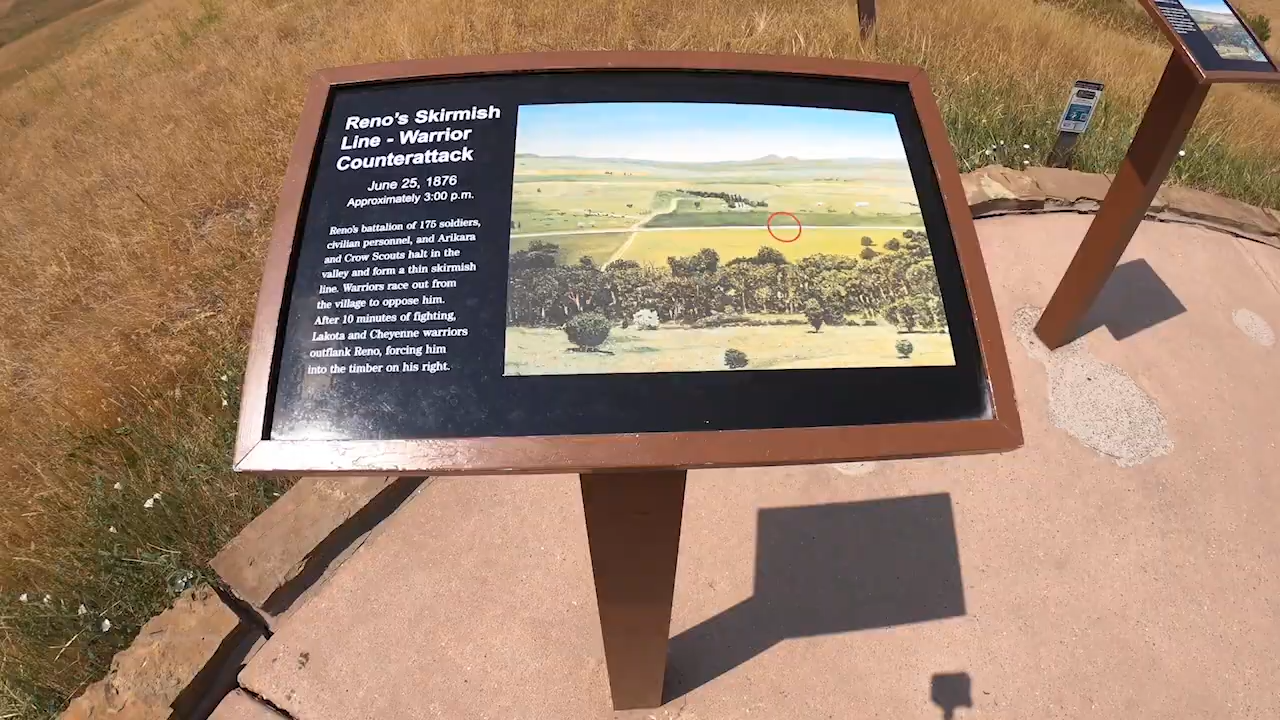 Reno's Skirmish
Line - Warrior
Counterattack
June 25, 1876
Approximately 3:00 p.m.
Reno's battalion of 175 soldiers,
civilian personnel, and Arikara
and Crow Scouts halt in the
valley and form a thin skirmish
line. Warriors race out from
the village to oppose him.
After 10 minutes of fighting,
Lakota and Cheyenne warriors
outflank Reno, forcing him
into the timber on his right.